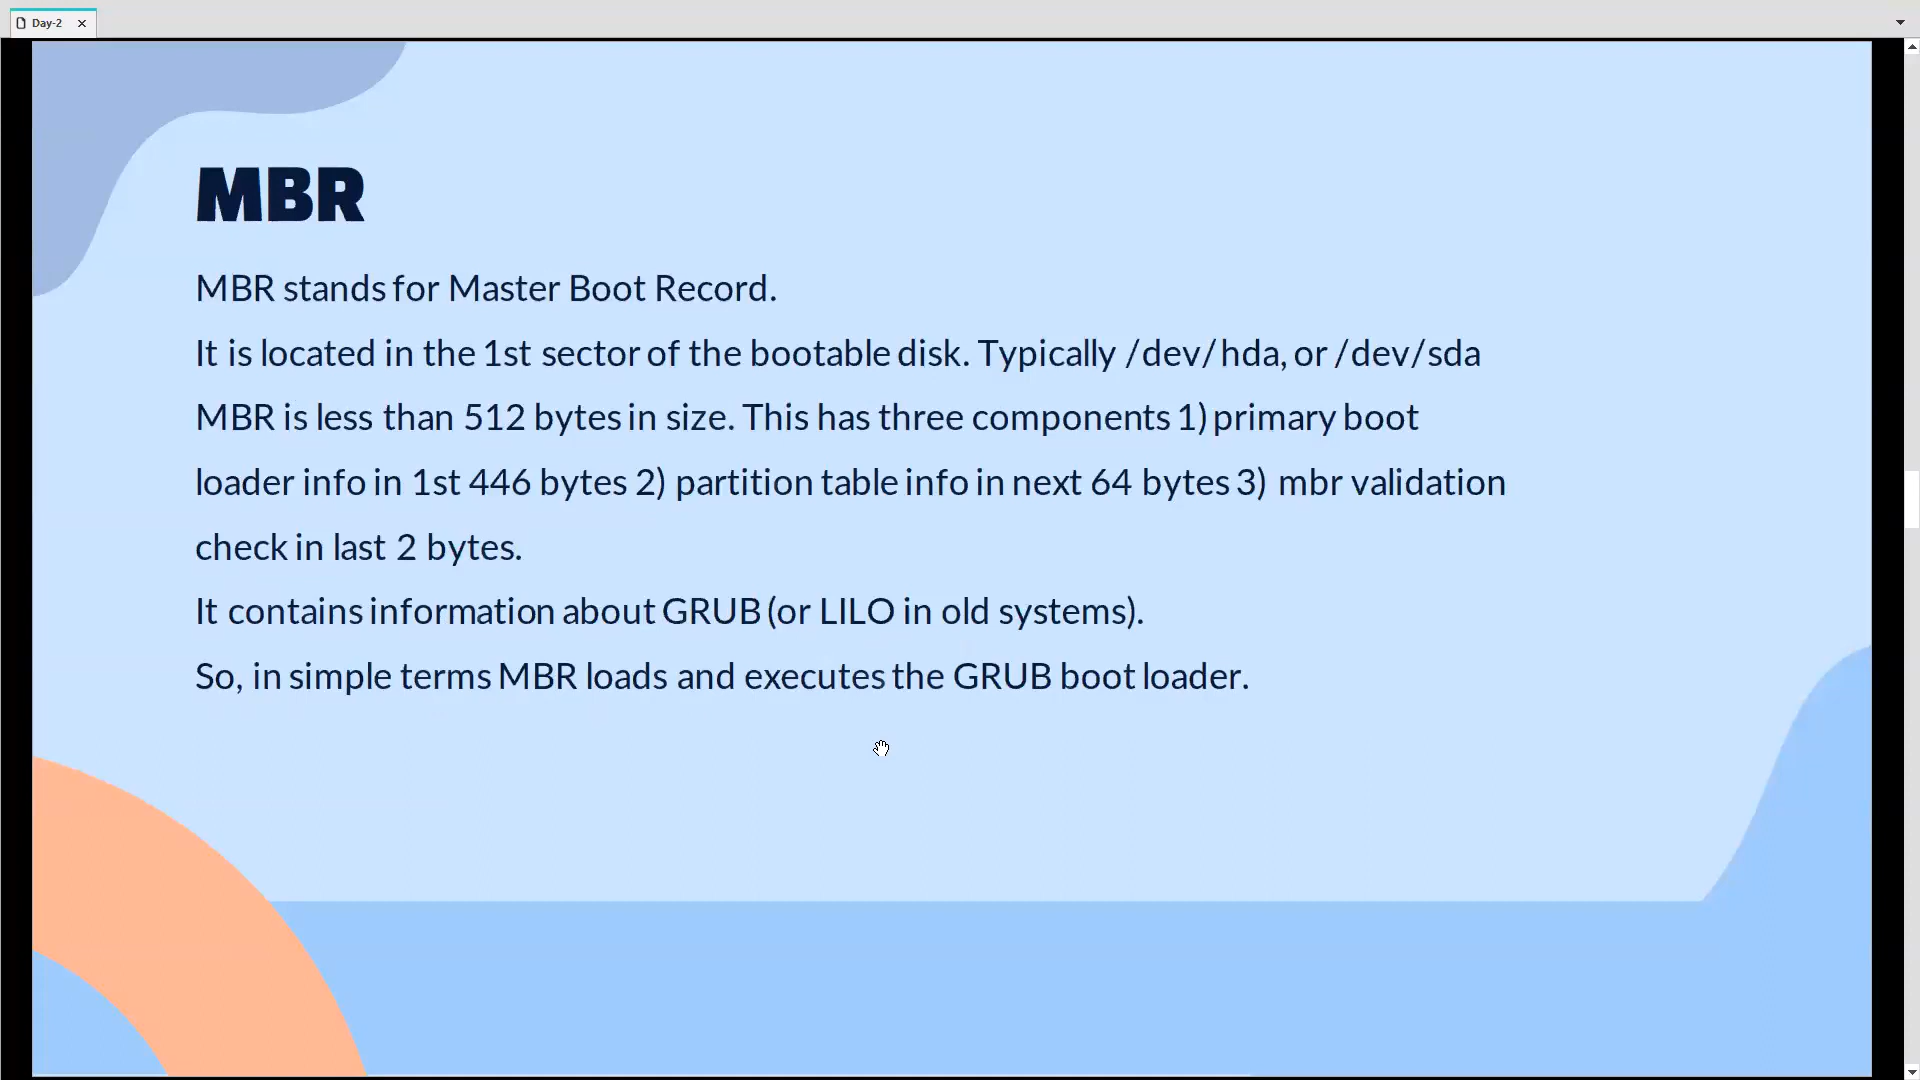 Day-2
MBR
MBR stands for Master Boot Record.
It is located in the 1st sector of the bootable disk. Typically /dev/hda, or /dev/sda
MBR is less than 512 bytes in size. This has three components 1) primary boot
loader info in 1st 446 bytes 2) partition table info in next 64 bytes 3) mbr validation
check in last 2 bytes.
It contains information about GRUB (or LILO in old systems).
So, in simple terms MBR loads and executes the GRUB boot loader.